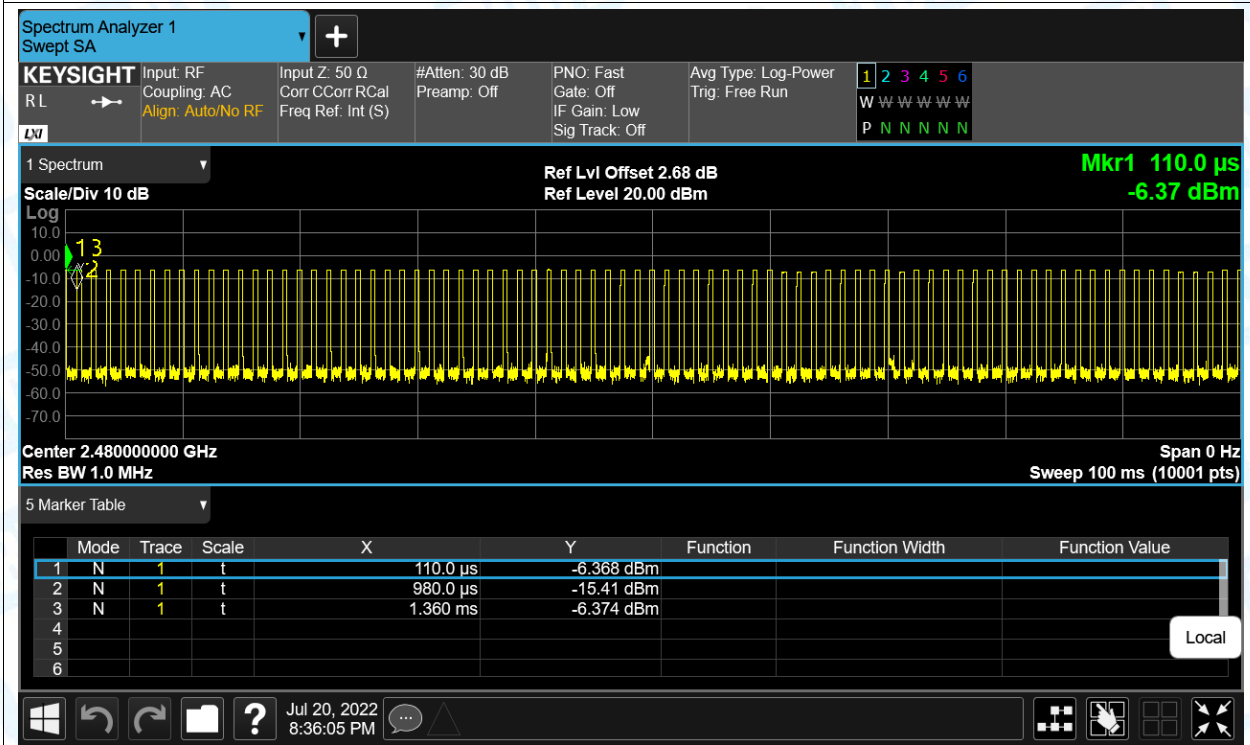 Spectrum Analyzer 1
Swept SA
KEYSIGHT
R L
LXI
Input: RF
Coupling: AC
Align: Auto/No RF
Input Z: 50 Ω
Corr CCorr RCal
Freq Ref: Int (S)
#Atten: 30 dB
Preamp: Off
PNO: Fast
Gate: Off
IF Gain: Low
Sig Track: Off
Avg Type: Log-Power
Trig: Free Run
1 2 3 4 5 6
W W W W W W
P N N N N N
1 Spectrum
Scale/Div 10 dB
Ref Lvl Offset 2.68 dB
Ref Level 20.00 dBm
Mkr1 110.0 µs
-6.37 dBm
Log
10.0
0.00
-10.0
-20.0
-30.0
-40.0
-50.0
-60.0
-70.0
1 3
2
Center 2.480000000 GHz
Res BW 1.0 MHz
Span 0 Hz
Sweep 100 ms (10001 pts)
5 Marker Table
Mode Trace Scale X Y Function Function Width Function Value
1 N 1 t 110.0 µs -6.368 dBm
2 N 1 t 980.0 µs -15.41 dBm
3 N 1 t 1.360 ms -6.374 dBm
4
5
6
Local
?
Jul 20, 2022
8:36:05 PM